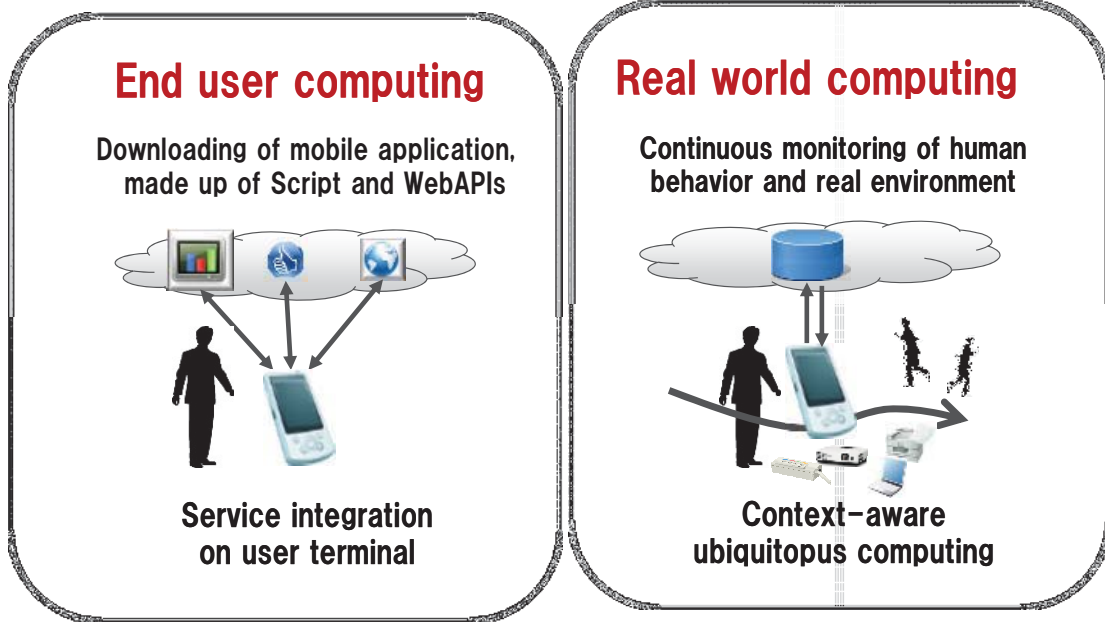 End user computing
Downloading of mobile application,
made up of Script and WebAPIs
Service integration
on user terminal
Real world computing
Continuous monitoring of human
behavior and real environment
Context-aware
ubiquitopus computing